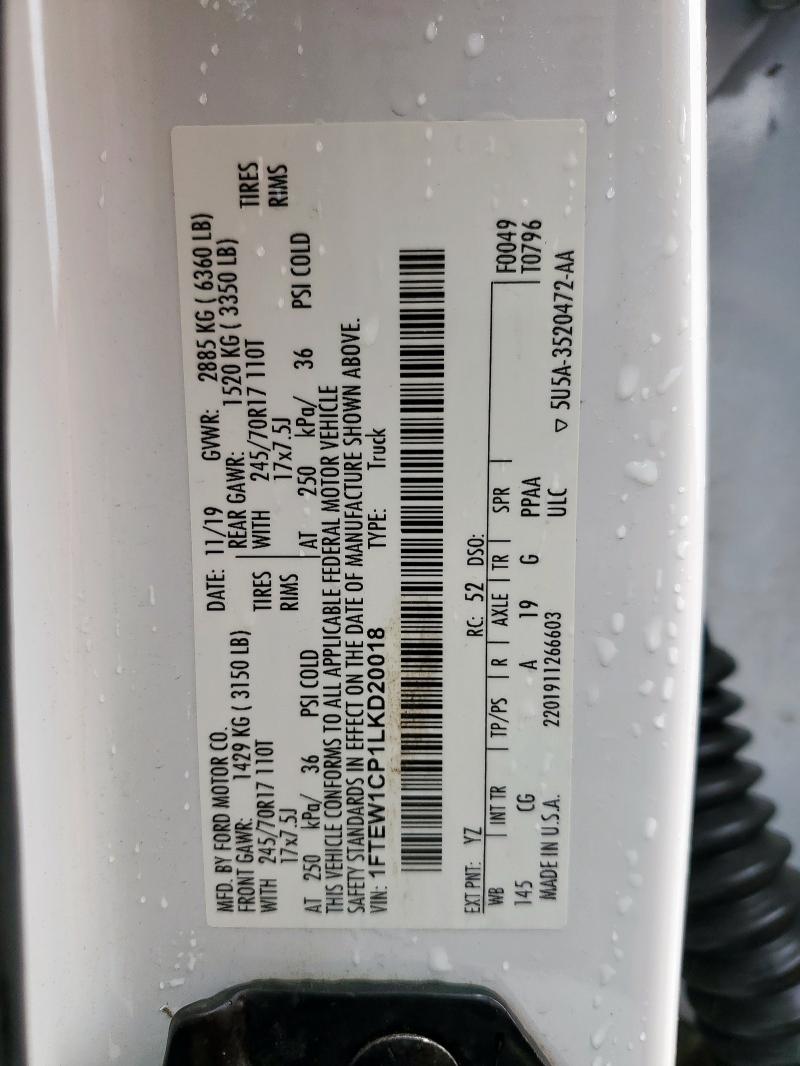 MFD. BY FORD MOTOR CO. DATE: 11/19 GVWR: 2885 KG ( 6360 LB)
FRONT GAWR: 1429 KG ( 3150 LB) REAR GAWR: 1520 KG ( 3350 LB)
WITH 245/70R17 110T TIRES WITH 245/70R17 110T TIRES
17x7.5J RIMS 17x7.5J RIMS
AT 250 kPa/ 36 PSI COLD AT 250 kPa/ 36 PSI COLD
THIS VEHICLE CONFORMS TO ALL APPLICABLE FEDERAL MOTOR VEHICLE
SAFETY STANDARDS IN EFFECT ON THE DATE OF MANUFACTURE SHOWN ABOVE.
VIN: 1FTEW1CP1LKD20018 TYPE: Truck
EXT PNT: YZ RC: 52 DSO:
WB INT TR TP/PS R AXLE TR SPR F0049
145 CG A 19 G PPAA T0796
MADE IN U.S.A. 2201911266603 ULC
▽ 5U5A-3520472-AA